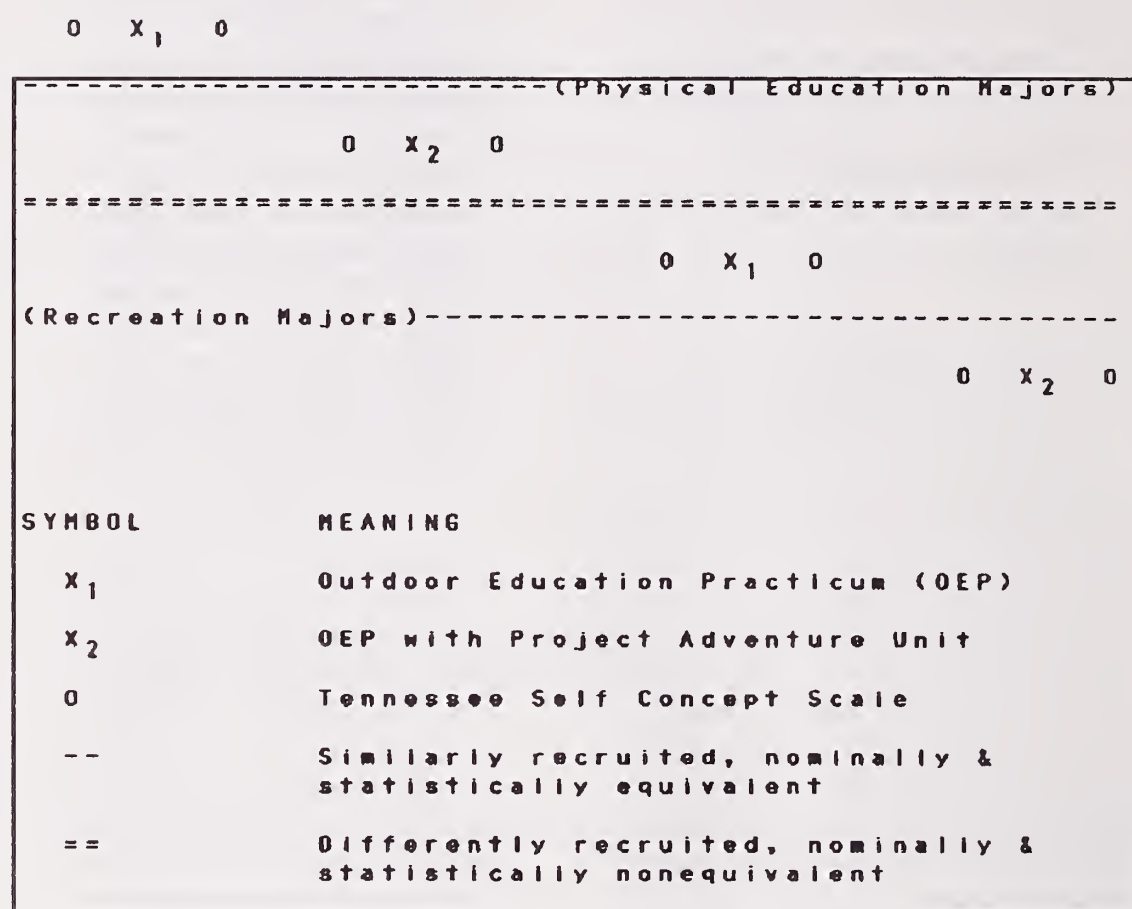 O X1 O
--------------------------(Physical Education Majors)
O X2 O
====================================================
O X1 O
(Recreation Majors)---------------------------------
O X2 O
SYMBOL MEANING
X1 Outdoor Education Practicum (OEP)
X2 OEP with Project Adventure Unit
O Tennessee Self Concept Scale
-- Similarly recruited, nominally &
statistically equivalent
== Differently recruited, nominally &
statistically nonequivalent